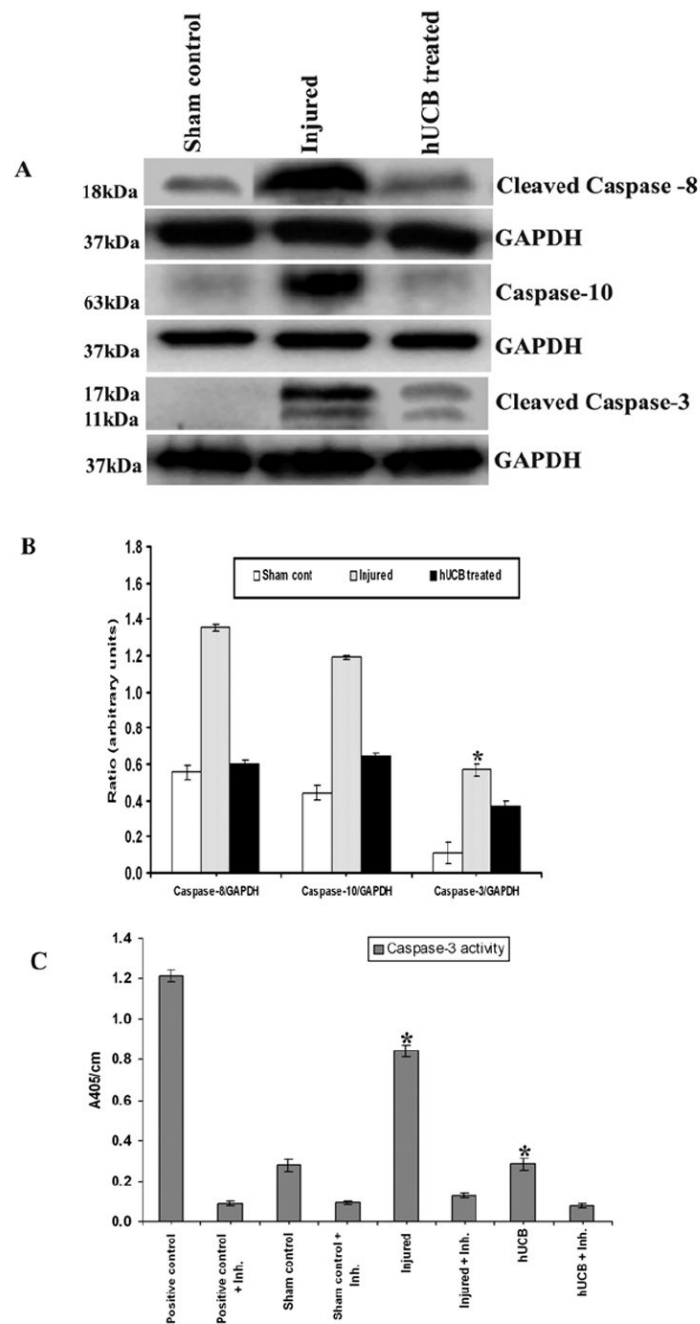 Sham control
Injured
hUCB treated
A
18kDa
Cleaved Caspase -8
37kDa
GAPDH
63kDa
Caspase-10
37kDa
GAPDH
17kDa
11kDa
Cleaved Caspase-3
37kDa
GAPDH
B
Ratio (arbitrary units)
1.8
1.6
1.4
1.2
1.0
0.8
0.6
0.4
0.2
0.0
Sham cont
Injured
hUCB treated
*
Caspase-8/GAPDH
Caspase-10/GAPDH
Caspase-3/GAPDH
C
A405/cm
1.4
1.2
1.0
0.8
0.6
0.4
0.2
0.0
Caspase-3 activity
*
*
Positive control
Positive control
+ Inh.
Sham control
Sham control +
Inh.
Injured
Injured + Inh.
hUCB
hUCB + Inh.